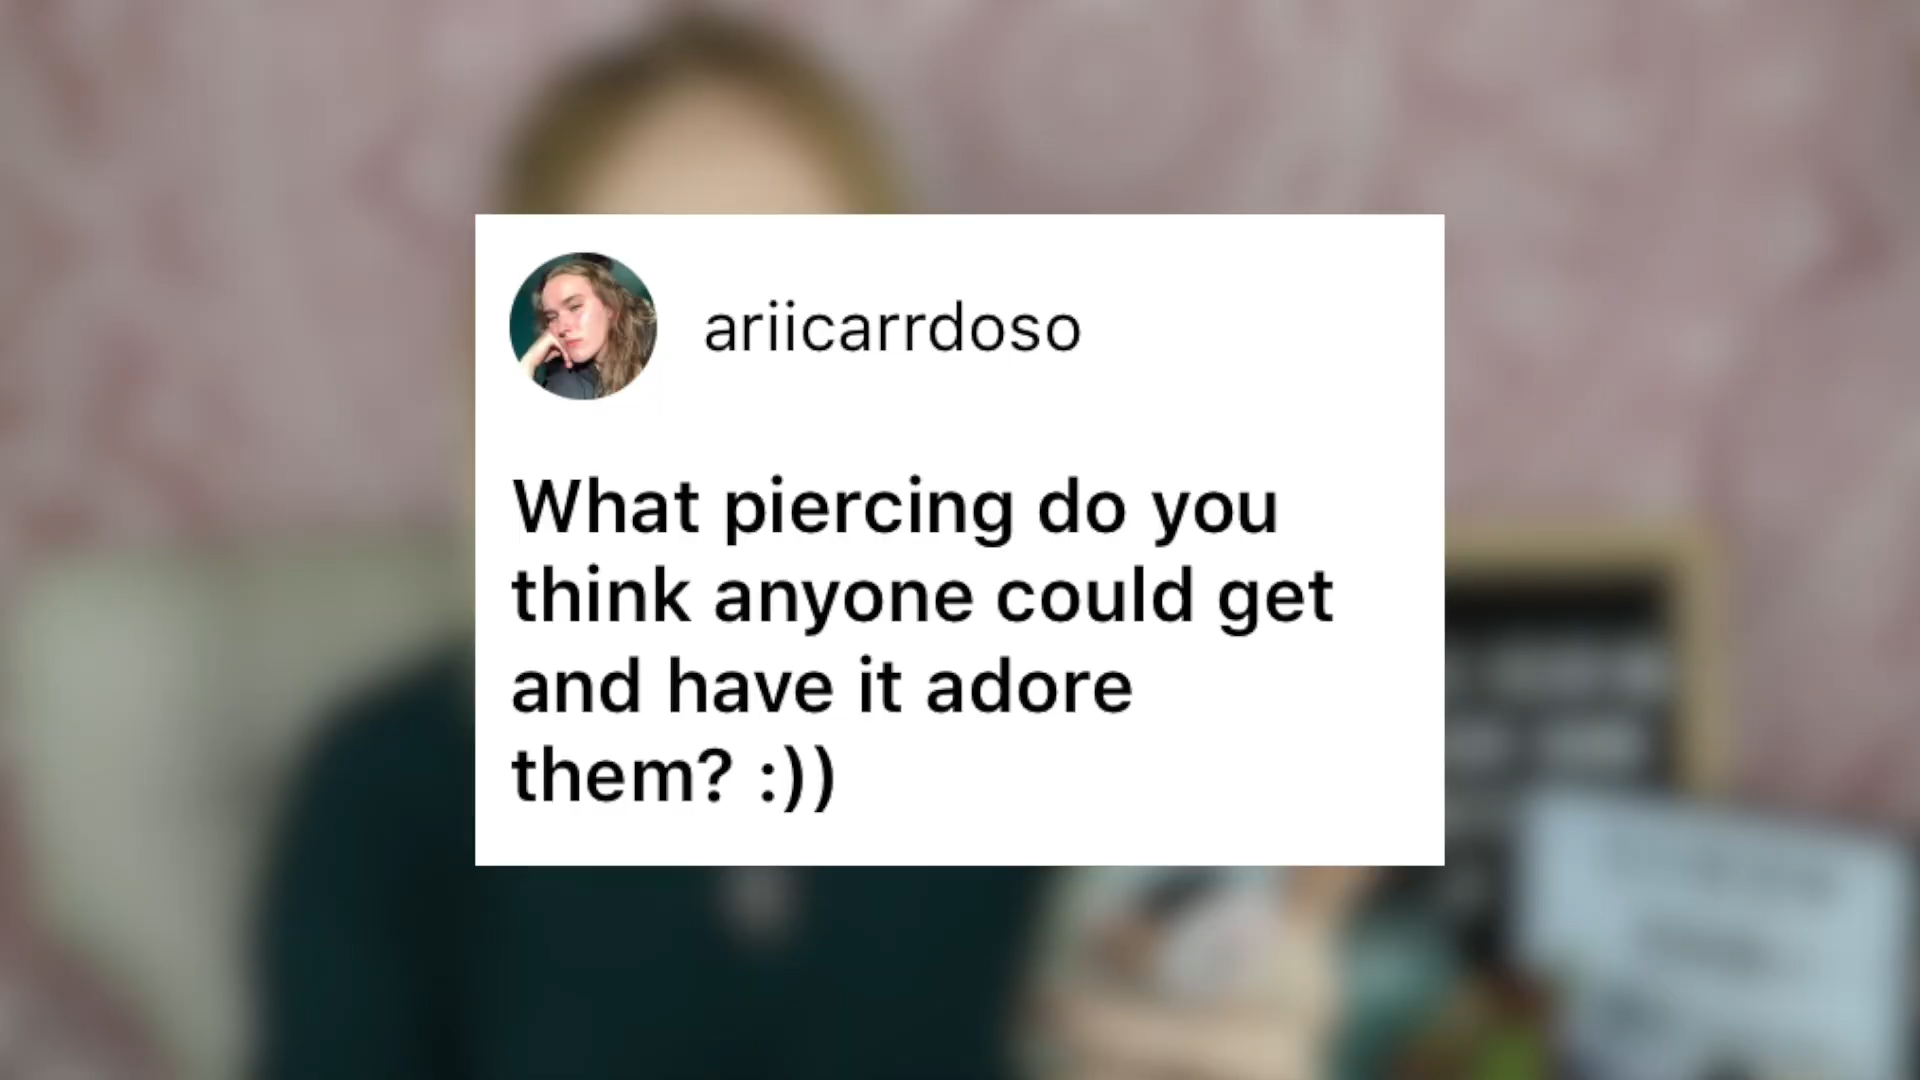 ariicarrdoso
What piercing do you
think anyone could get
and have it adore
them? :))